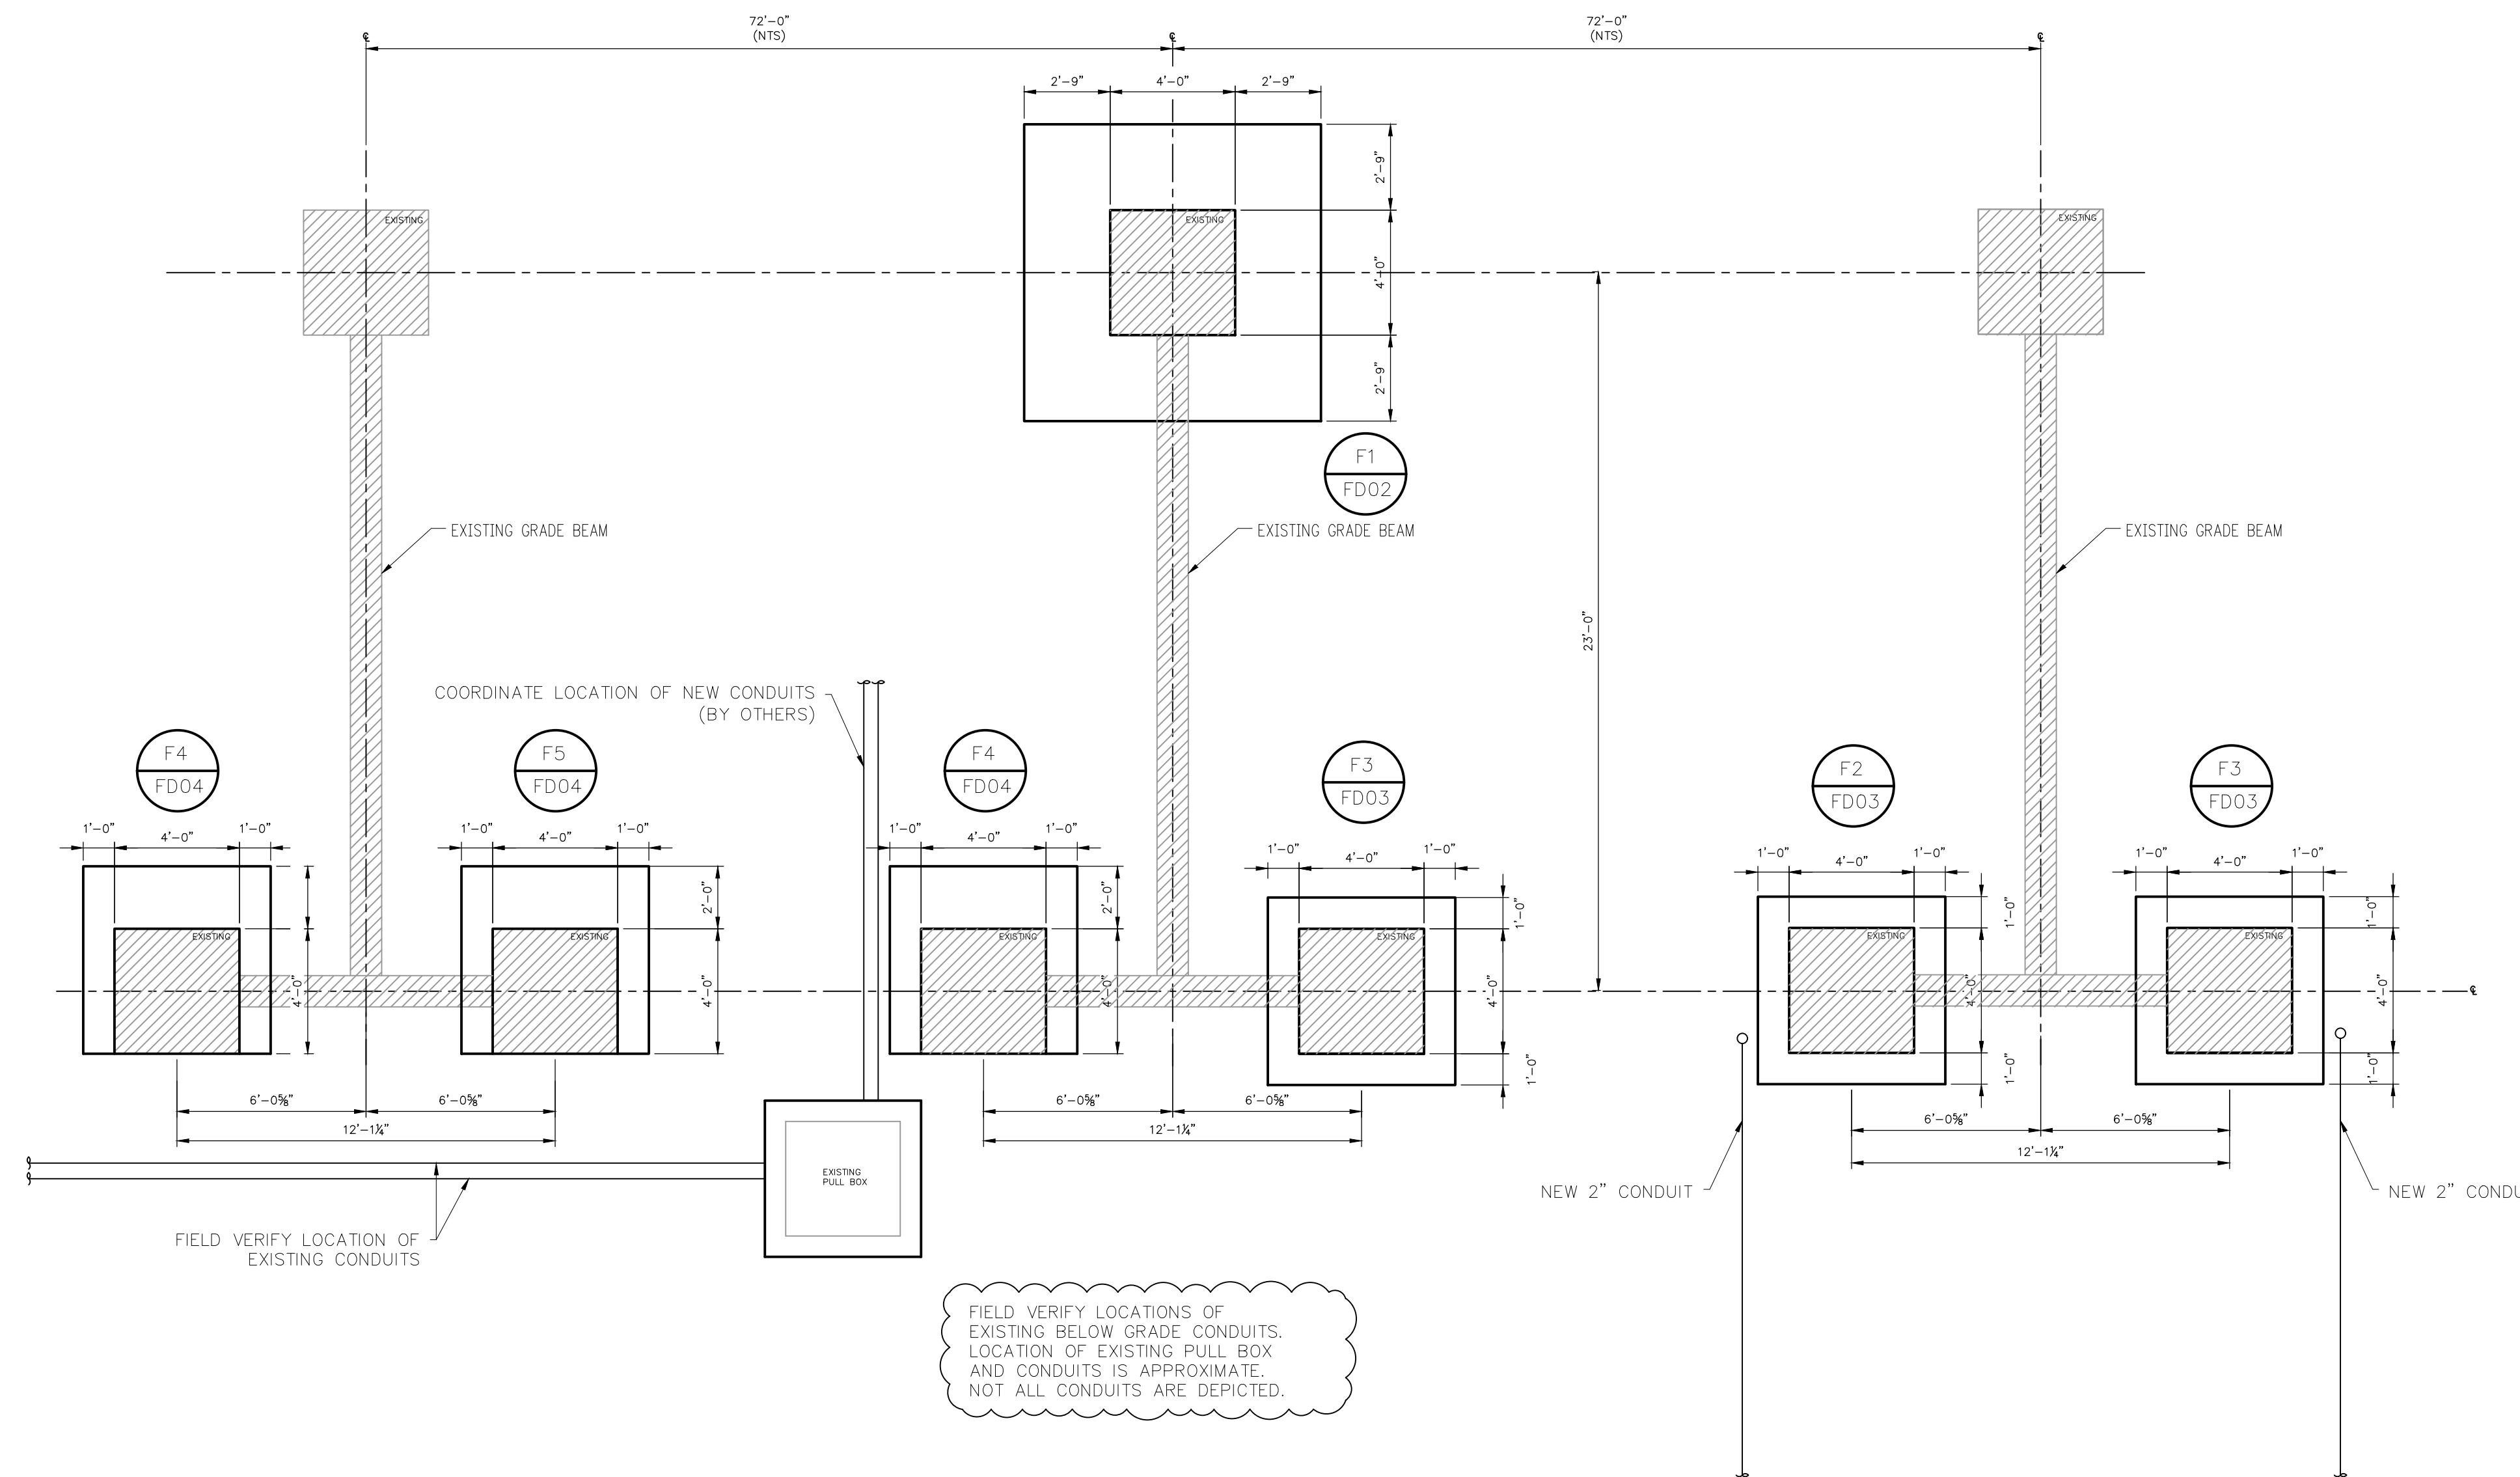 72'-0"
(NTS)
72'-0"
(NTS)
℄
℄
℄
2'-9"
4'-0"
2'-9"
2'-9"
4'-0"
2'-9"
EXISTING
EXISTING
EXISTING
F1
FD02
EXISTING GRADE BEAM
EXISTING GRADE BEAM
EXISTING GRADE BEAM
23'-0"
COORDINATE LOCATION OF NEW CONDUITS
(BY OTHERS)
F4
FD04
F5
FD04
F4
FD04
F3
FD03
F2
FD03
F3
FD03
1'-0"
4'-0"
1'-0"
1'-0"
4'-0"
1'-0"
1'-0"
4'-0"
1'-0"
1'-0"
4'-0"
1'-0"
1'-0"
4'-0"
1'-0"
1'-0"
4'-0"
1'-0"
2'-0"
2'-0"
1'-0"
1'-0"
1'-0"
EXISTING
EXISTING
EXISTING
EXISTING
EXISTING
EXISTING
4'-0"
4'-0"
4'-0"
4'-0"
4'-0"
4'-0"
℄
1'-0"
1'-0"
1'-0"
6'-0⅝"
6'-0⅝"
12'-1¼"
6'-0⅝"
6'-0⅝"
12'-1¼"
6'-0⅝"
6'-0⅝"
12'-1¼"
EXISTING
PULL BOX
NEW 2" CONDUIT
NEW 2" CONDU
FIELD VERIFY LOCATION OF
EXISTING CONDUITS
FIELD VERIFY LOCATIONS OF
EXISTING BELOW GRADE CONDUITS.
LOCATION OF EXISTING PULL BOX
AND CONDUITS IS APPROXIMATE.
NOT ALL CONDUITS ARE DEPICTED.